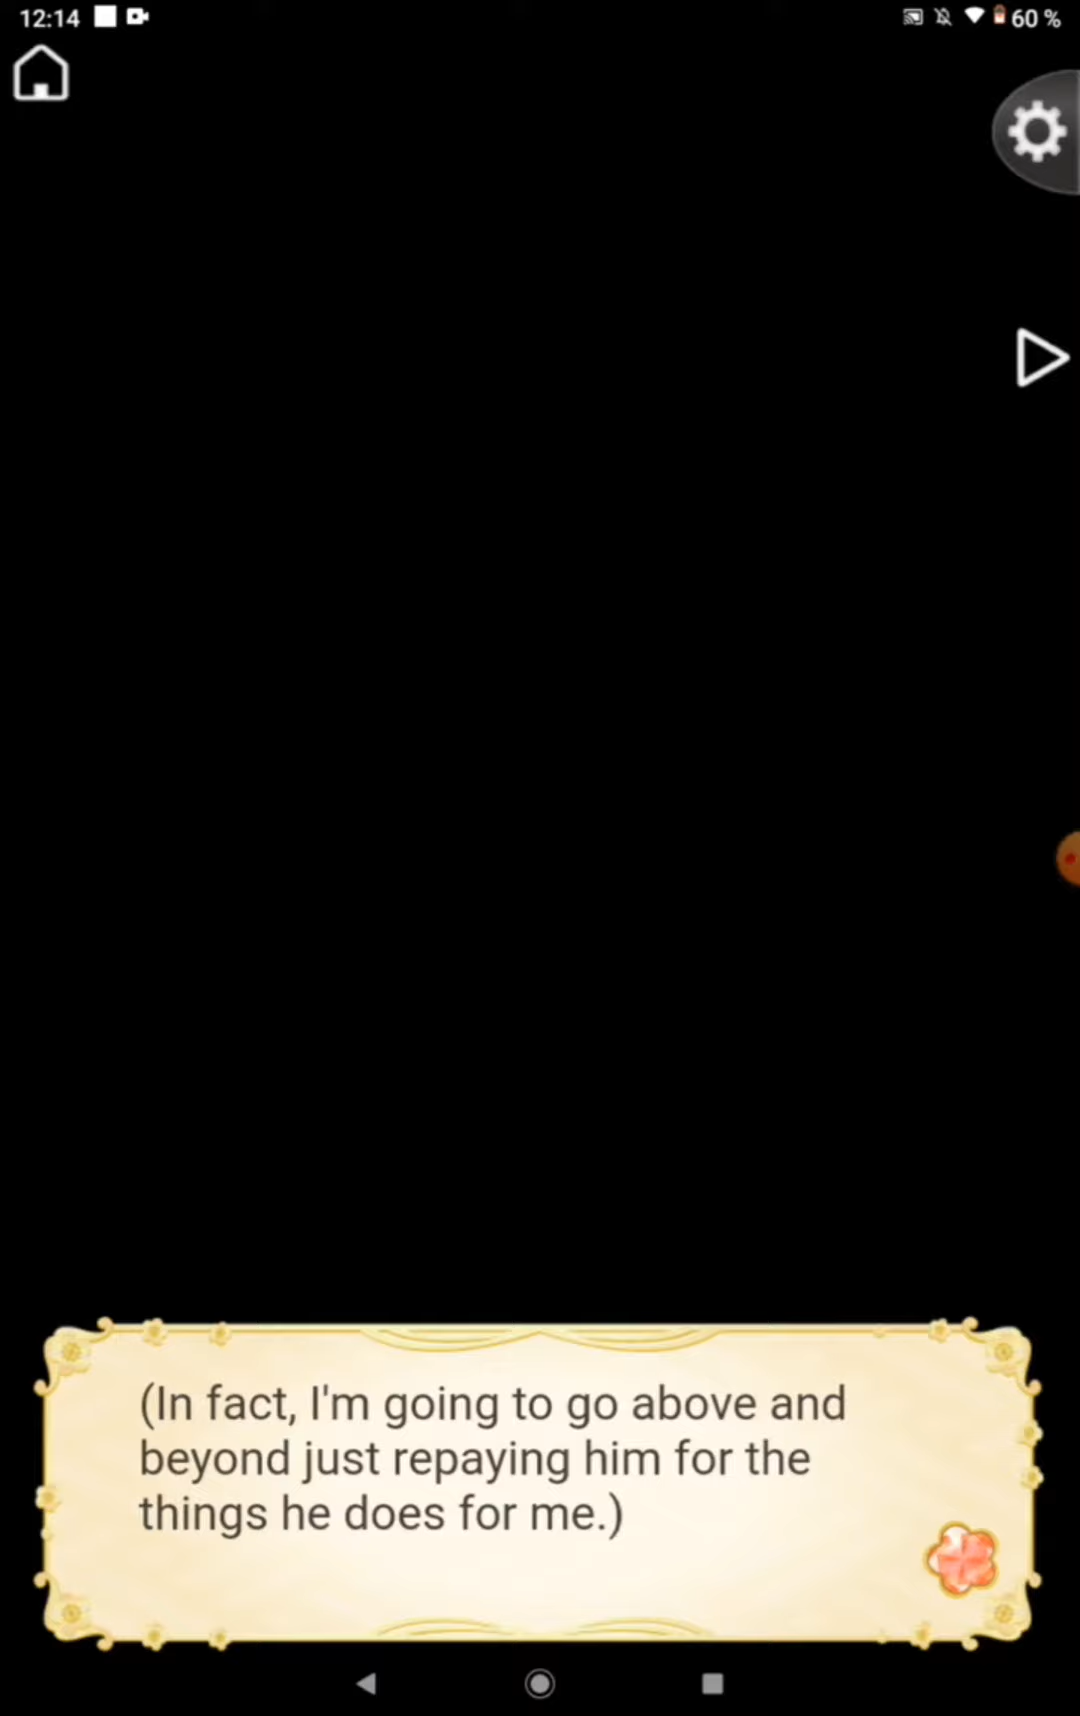 12:14
60 %
(In fact, I'm going to go above and
beyond just repaying him for the
things he does for me.)